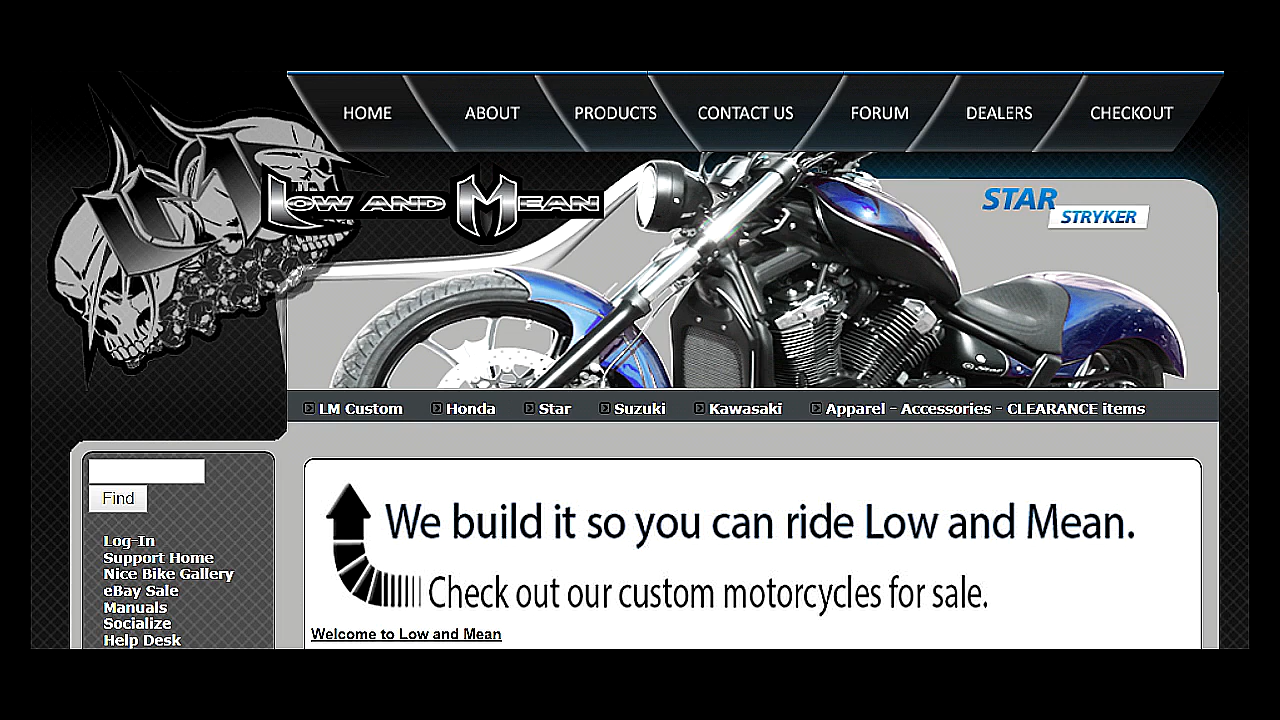 HOME ABOUT PRODUCTS CONTACT US FORUM DEALERS CHECKOUT
LM
LOW AND MEAN
STAR
STRYKER
LM Custom Honda Star Suzuki Kawasaki Apparel - Accessories - CLEARANCE items
Find
Log-In
Support Home
Nice Bike Gallery
eBay Sale
Manuals
Socialize
Help Desk
We build it so you can ride Low and Mean.
Check out our custom motorcycles for sale.
Welcome to Low and Mean